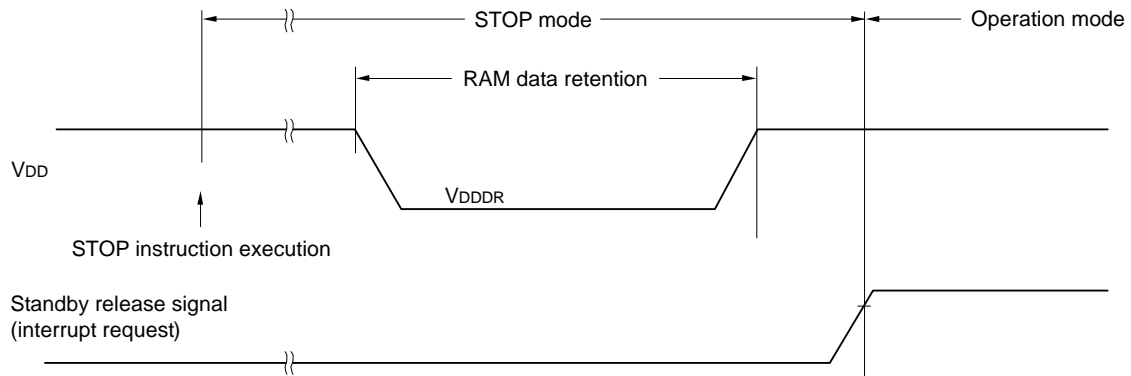 STOP mode
Operation mode
RAM data retention
VDD
VDDDR
STOP instruction execution
Standby release signal
(interrupt request)